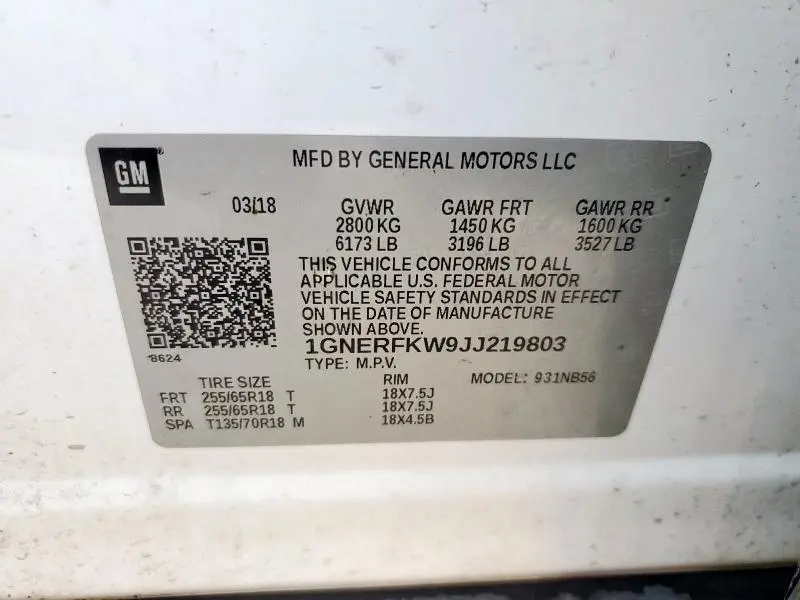 GM
MFD BY GENERAL MOTORS LLC
03/18 GVWR GAWR FRT GAWR RR
2800 KG 1450 KG 1600 KG
6173 LB 3196 LB 3527 LB
THIS VEHICLE CONFORMS TO ALL
APPLICABLE U.S. FEDERAL MOTOR
VEHICLE SAFETY STANDARDS IN EFFECT
ON THE DATE OF MANUFACTURE
SHOWN ABOVE.
8624 1GNERFKW9JJ219803
TYPE: M.P.V.
TIRE SIZE RIM MODEL: 931NB56
FRT 255/65R18 T 18X7.5J
RR 255/65R18 T 18X7.5J
SPA T135/70R18 M 18X4.5B